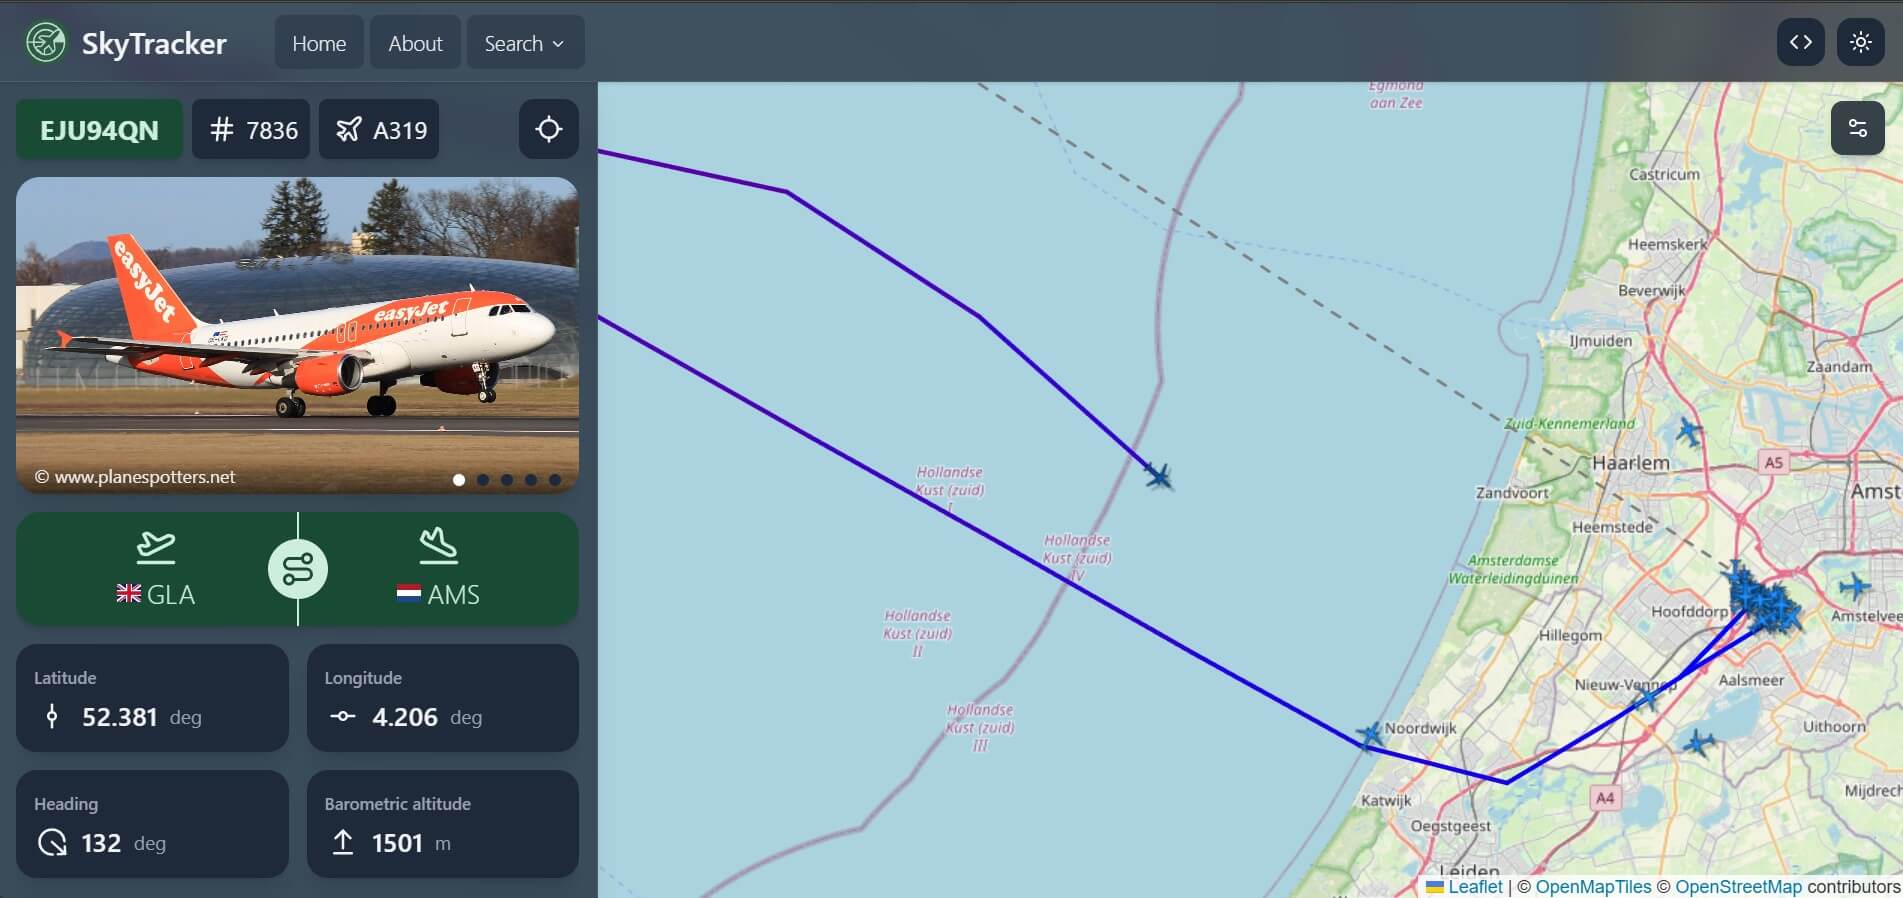 SkyTracker
Home
About
Search
EJU94QN
7836
A319
easyJet
easyJet
© www.planespotters.net
GLA
AMS
Latitude
52.381 deg
Longitude
4.206 deg
Heading
132 deg
Barometric altitude
1501 m
Egmond
aan Zee
Castricum
Heemskerk
Beverwijk
IJmuiden
Zaandam
Zuid-Kennemerland
Haarlem
A5
Zandvoort
Amst
Heemstede
Amsterdamse
Waterleidingduinen
Hoofddorp
Amstelvee
Hillegom
Nieuw-Vennep
Aalsmeer
Uithoorn
Noordwijk
Katwijk
A4
Mijdrech
Oegstgeest
Leiden
Hollandse
Kust (zuid)
I
Hollandse
Kust (zuid)
IV
Hollandse
Kust (zuid)
II
Hollandse
Kust (zuid)
III
Leaflet | © OpenMapTiles © OpenStreetMap contributors